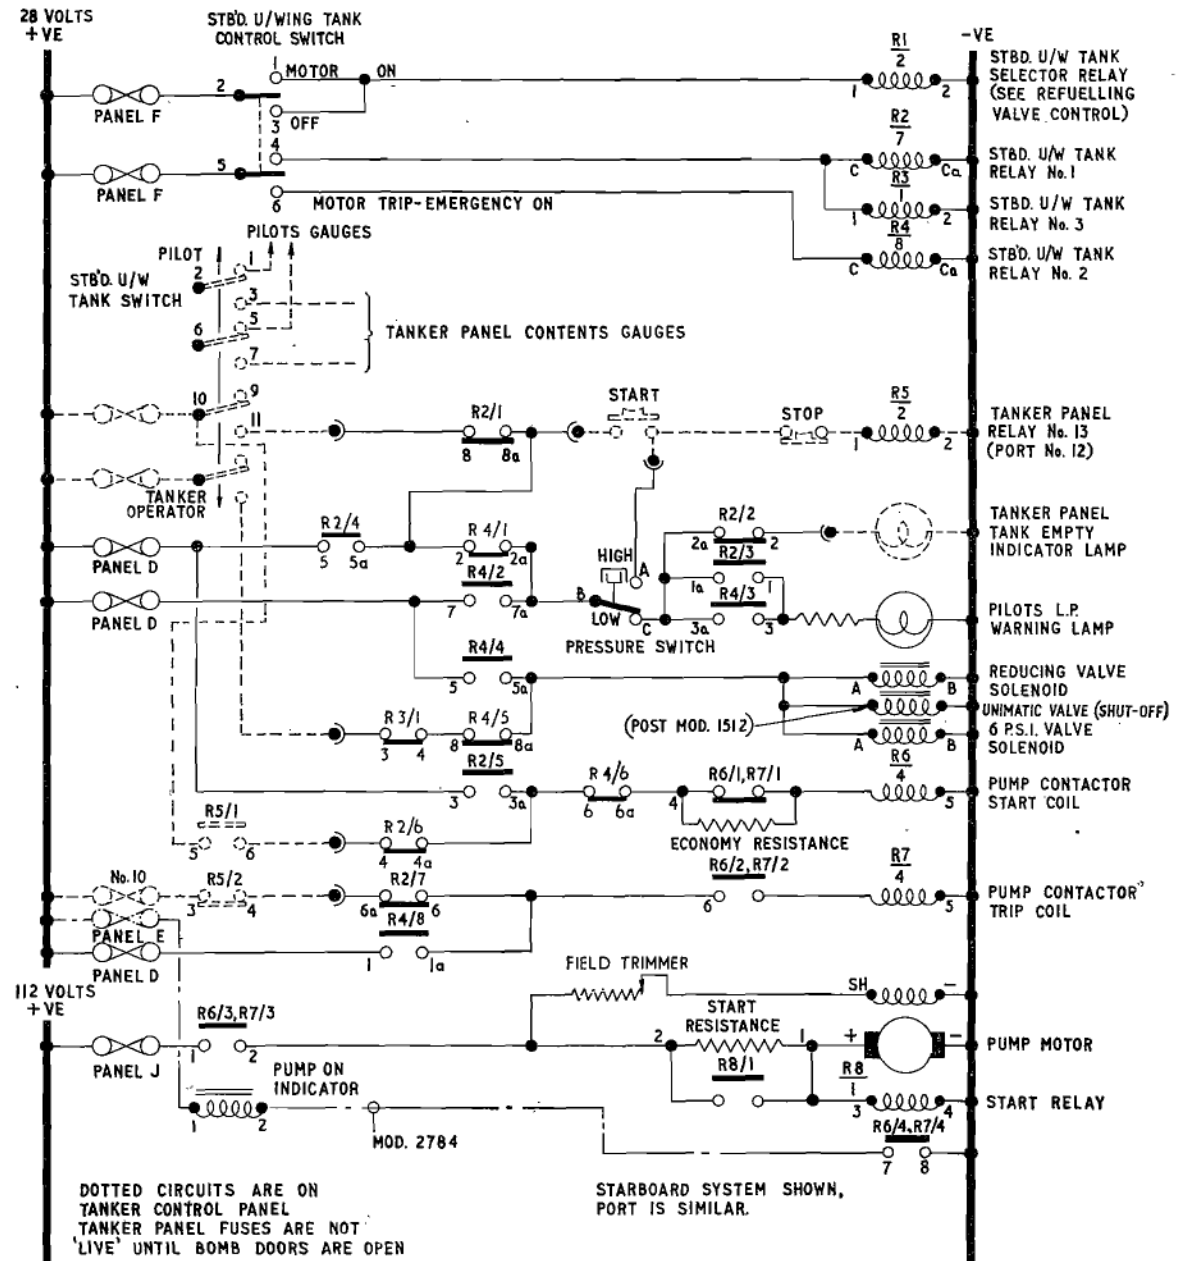 28 VOLTS
+VE
STB'D. U/WING TANK
CONTROL SWITCH
-VE
1
MOTOR
ON
2
PANEL F
3
OFF
4
5
PANEL F
6
MOTOR TRIP-EMERGENCY ON
R1
2
1
2
STBD. U/W TANK
SELECTOR RELAY
(SEE REFUELLING
VALVE CONTROL)
R2
7
C
Ca
STBD. U/W TANK
RELAY No. 1
R3
1
1
2
STB'D. U/W TANK
RELAY No. 3
R4
8
C
Ca
STB'D. U/W TANK
RELAY No. 2
PILOTS GAUGES
PILOT
STB'D. U/W
TANK SWITCH
1
2
3
5
6
7
TANKER PANEL CONTENTS GAUGES
9
10
11
TANKER
OPERATOR
R2/1
8
8a
START
STOP
R5
2
1
2
TANKER PANEL
RELAY No. 13
(PORT No. 12)
PANEL D
R2/4
5
5a
R4/1
2
2a
R2/2
2a
2
TANKER PANEL
TANK EMPTY
INDICATOR LAMP
PANEL D
R4/2
7
7a
HIGH
A
B
LOW
C
PRESSURE SWITCH
R2/3
1a
1
R4/3
3a
3
PILOTS L.P.
WARNING LAMP
R4/4
5
5a
A
B
REDUCING VALVE
SOLENOID
(POST MOD. 1512)
UNIMATIC VALVE (SHUT-OFF)
R3/1
3
4
R4/5
8
8a
A
B
6 P.S.I. VALVE
SOLENOID
R2/5
3
3a
R4/6
6
6a
R6/1, R7/1
4
ECONOMY RESISTANCE
R6
4
5
PUMP CONTACTOR
START COIL
R5/1
5
6
R2/6
4
4a
No. 10
R5/2
3
4
R2/7
6a
6
R6/2, R7/2
6
R7
4
5
PUMP CONTACTOR
TRIP COIL
PANEL E
R4/8
1
1a
PANEL D
112 VOLTS
+VE
FIELD TRIMMER
SH
-
R6/3, R7/3
1
2
PANEL J
2
START
RESISTANCE
1
+
-
PUMP MOTOR
R8/1
R8
1
3
4
START RELAY
PUMP ON
INDICATOR
1
2
MOD. 2784
R6/4, R7/4
7
8
DOTTED CIRCUITS ARE ON
TANKER CONTROL PANEL
TANKER PANEL FUSES ARE NOT
'LIVE' UNTIL BOMB DOORS ARE OPEN
STARBOARD SYSTEM SHOWN,
PORT IS SIMILAR.